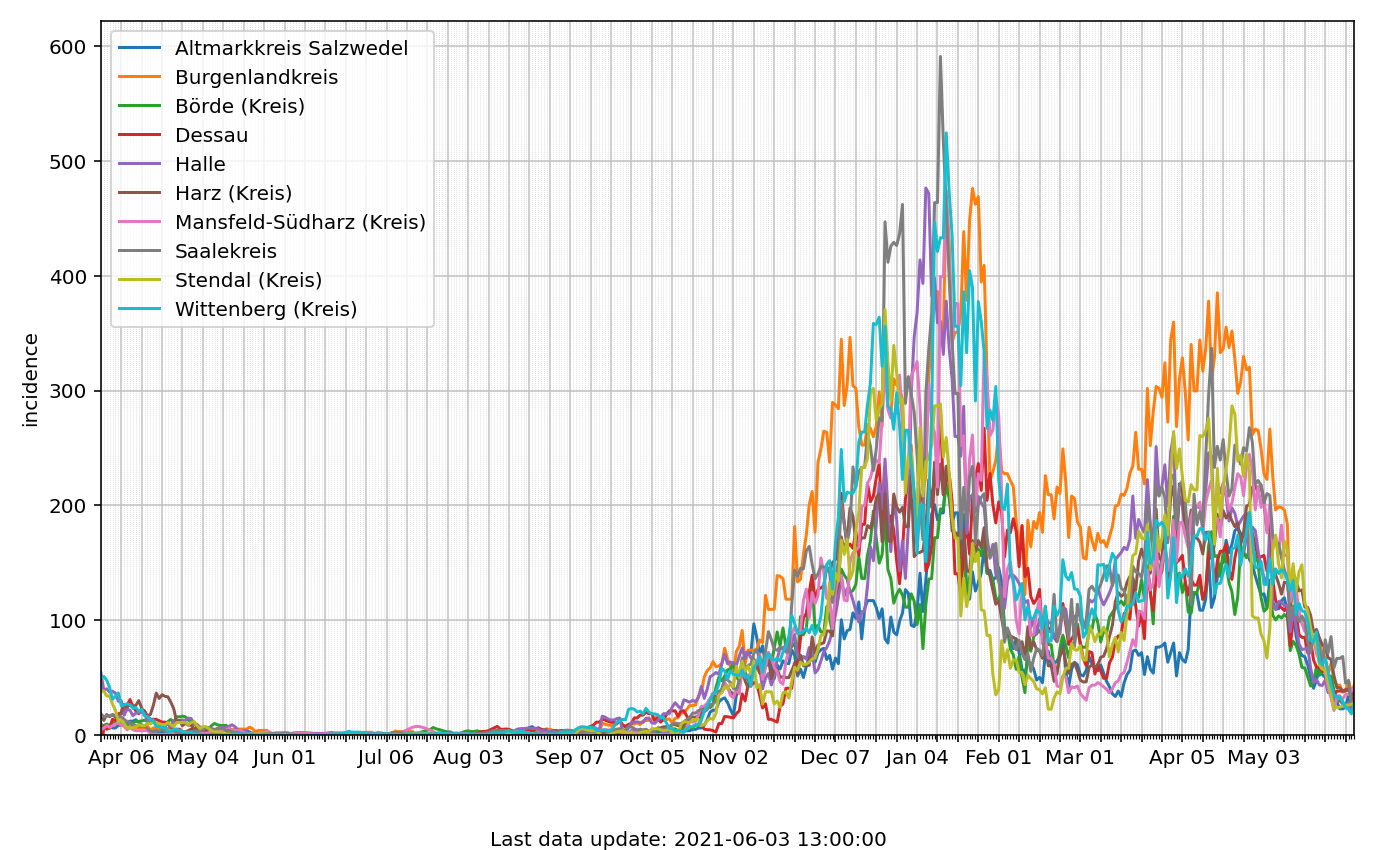 600
500
400
300
200
100
0
incidence
Altmarkkreis Salzwedel
Burgenlandkreis
Börde (Kreis)
Dessau
Halle
Harz (Kreis)
Mansfeld-Südharz (Kreis)
Saalekreis
Stendal (Kreis)
Wittenberg (Kreis)
Apr 06 May 04 Jun 01 Jul 06 Aug 03 Sep 07 Oct 05 Nov 02 Dec 07 Jan 04 Feb 01 Mar 01 Apr 05 May 03
Last data update: 2021-06-03 13:00:00